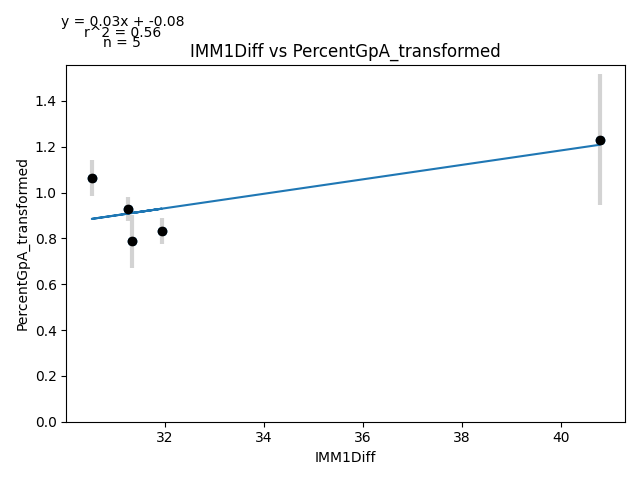 y = 0.03x + -0.08
r^2 = 0.56
n = 5
IMM1Diff vs PercentGpA_transformed
PercentGpA_transformed
1.4
1.2
1.0
0.8
0.6
0.4
0.2
0.0
32 34 36 38 40
IMM1Diff